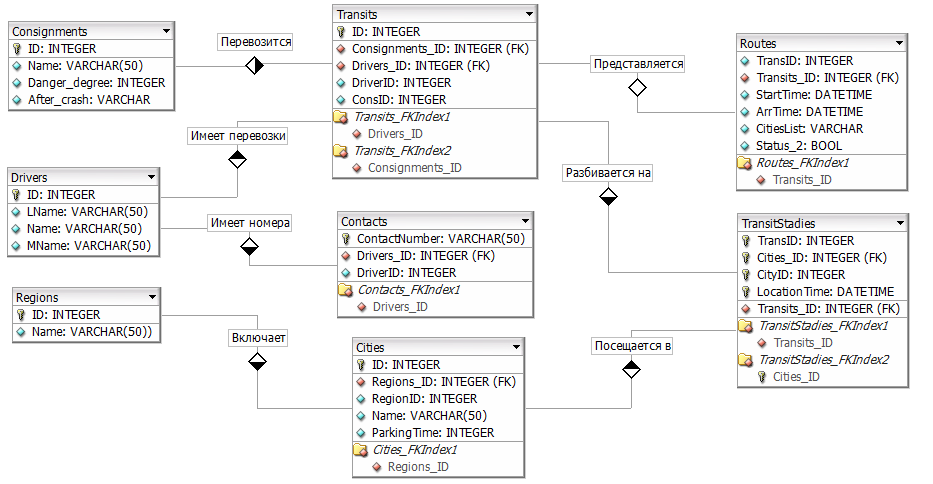 Consignments
ID: INTEGER
Name: VARCHAR(50)
Danger_degree: INTEGER
After_crash: VARCHAR
Перевозится
Transits
ID: INTEGER
Consignments_ID: INTEGER (FK)
Drivers_ID: INTEGER (FK)
DriverID: INTEGER
ConsID: INTEGER
Transits_FKIndex1
Drivers_ID
Transits_FKIndex2
Consignments_ID
Представляется
Routes
TransID: INTEGER
Transits_ID: INTEGER (FK)
StartTime: DATETIME
ArrTime: DATETIME
CitiesList: VARCHAR
Status_2: BOOL
Routes_FKIndex1
Transits_ID
Имеет перевозки
Разбивается на
Drivers
ID: INTEGER
LName: VARCHAR(50)
Name: VARCHAR(50)
MName: VARCHAR(50)
Имеет номера
Contacts
ContactNumber: VARCHAR(50)
Drivers_ID: INTEGER (FK)
DriverID: INTEGER
Contacts_FKIndex1
Drivers_ID
TransitStadies
TransID: INTEGER
Cities_ID: INTEGER (FK)
CityID: INTEGER
LocationTime: DATETIME
Transits_ID: INTEGER (FK)
TransitStadies_FKIndex1
Transits_ID
TransitStadies_FKIndex2
Cities_ID
Regions
ID: INTEGER
Name: VARCHAR(50))
Включает
Cities
ID: INTEGER
Regions_ID: INTEGER (FK)
RegionID: INTEGER
Name: VARCHAR(50)
ParkingTime: INTEGER
Cities_FKIndex1
Regions_ID
Посещается в